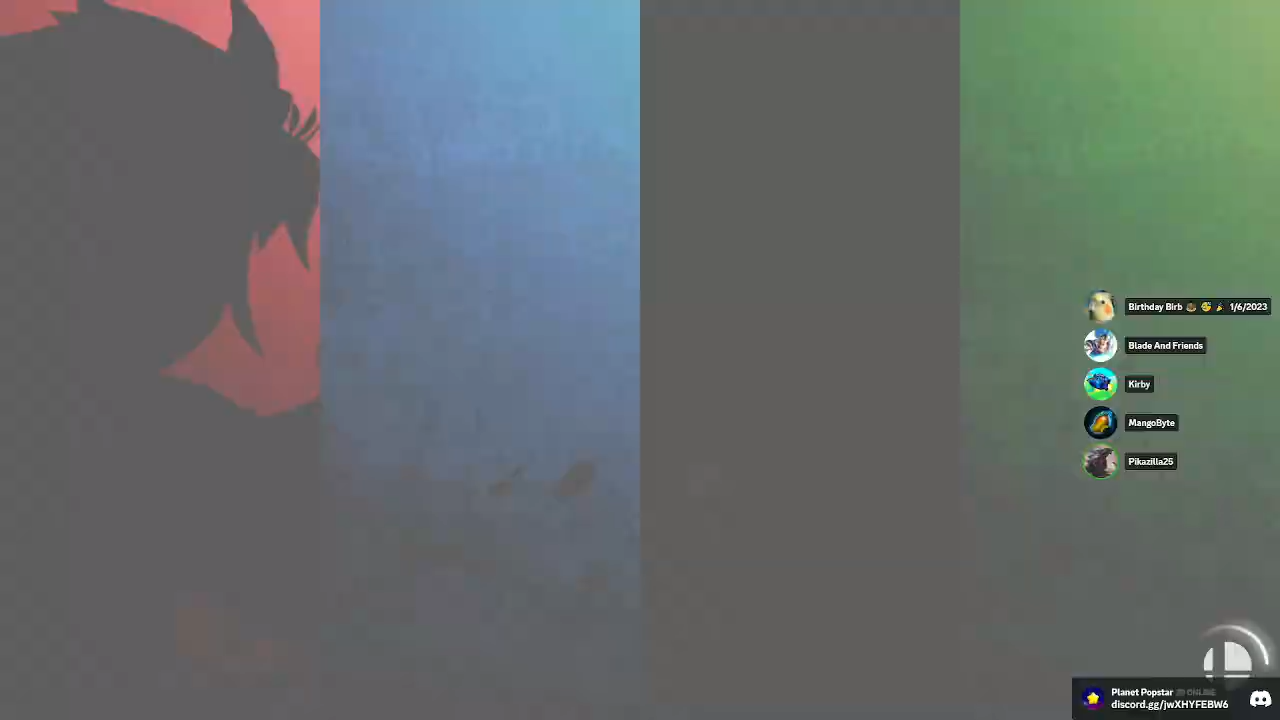 Birthday Birb 1/6/2023
Blade And Friends
Kirby
MangoByte
Pikazilla25
Planet Popstar
discord.gg/jwXHYFEBW6